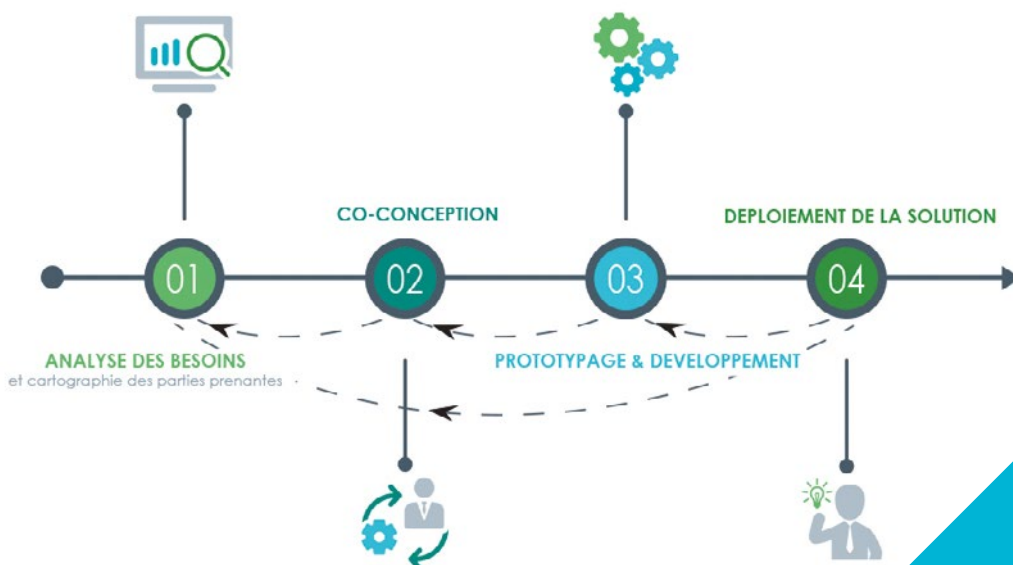 CO-CONCEPTION
DEPLOIEMENT DE LA SOLUTION
01
02
03
04
ANALYSE DES BESOINS
et cartographie des parties prenantes
PROTOTYPAGE & DEVELOPPEMENT